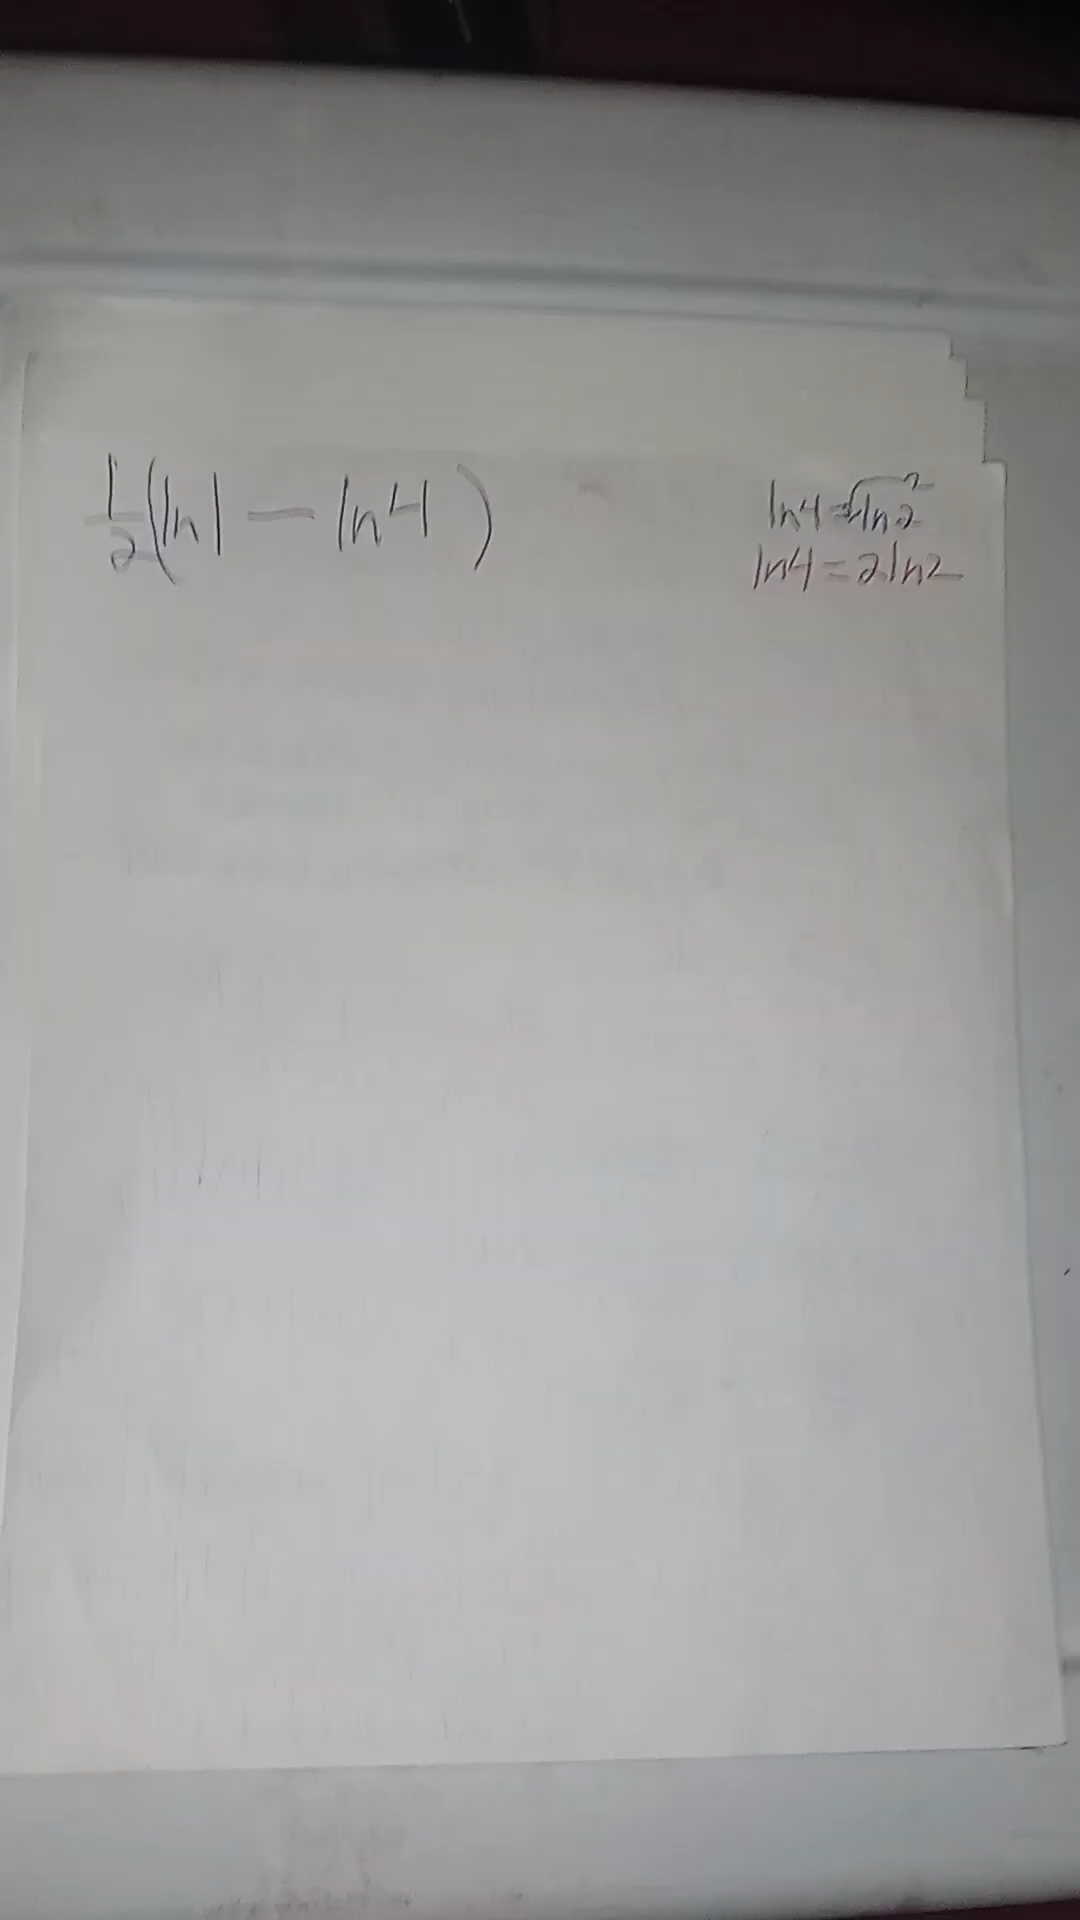 1/2 (ln1 − ln4)
ln4 = ln2²
ln4 = 2ln2